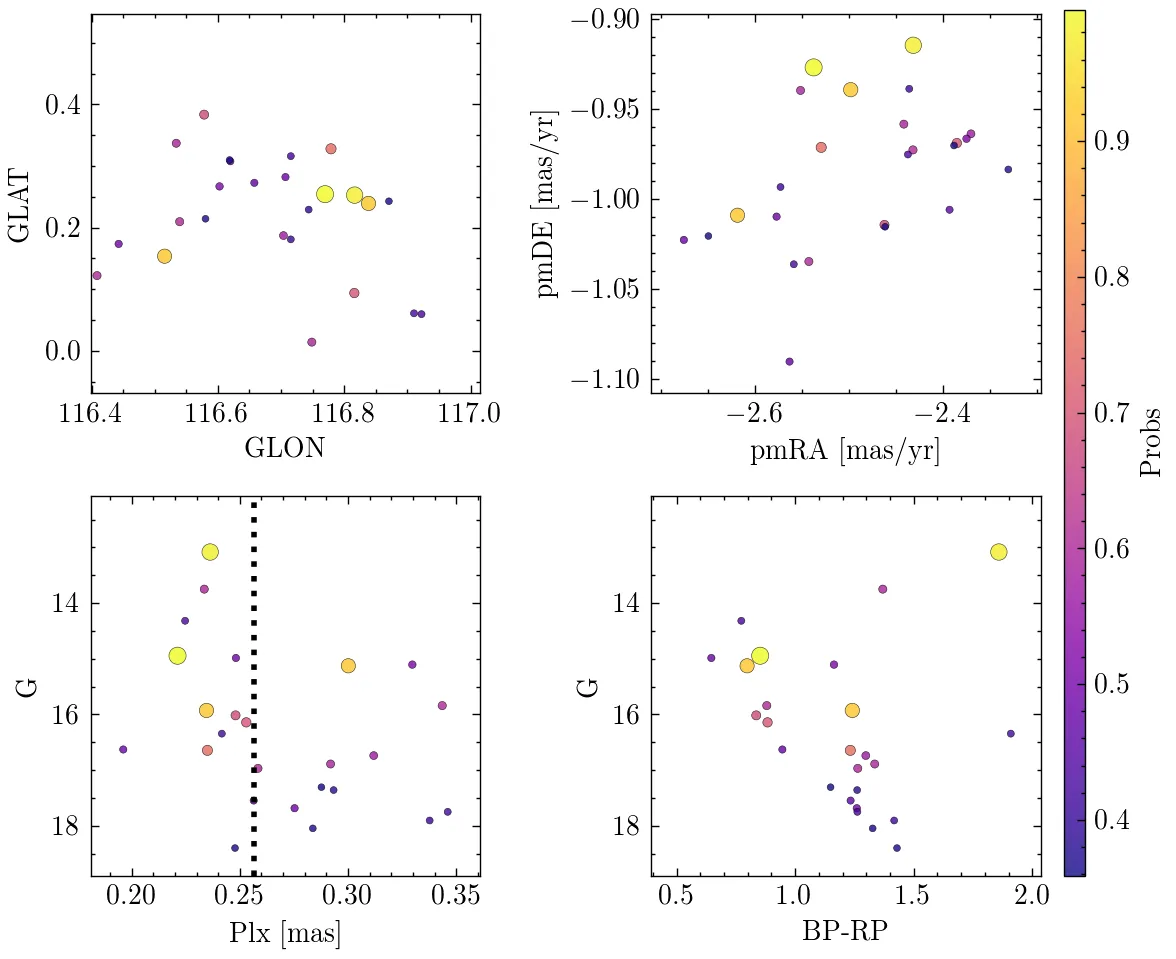 0.4
0.2
0.0
GLAT
116.4 116.6 116.8 117.0
GLON
−0.90
−0.95
−1.00
−1.05
−1.10
pmDE [mas/yr]
−2.6 −2.4
pmRA [mas/yr]
14
16
18
G
0.20 0.25 0.30 0.35
Plx [mas]
14
16
18
G
0.5 1.0 1.5 2.0
BP-RP
0.9
0.8
0.7
0.6
0.5
0.4
Probs